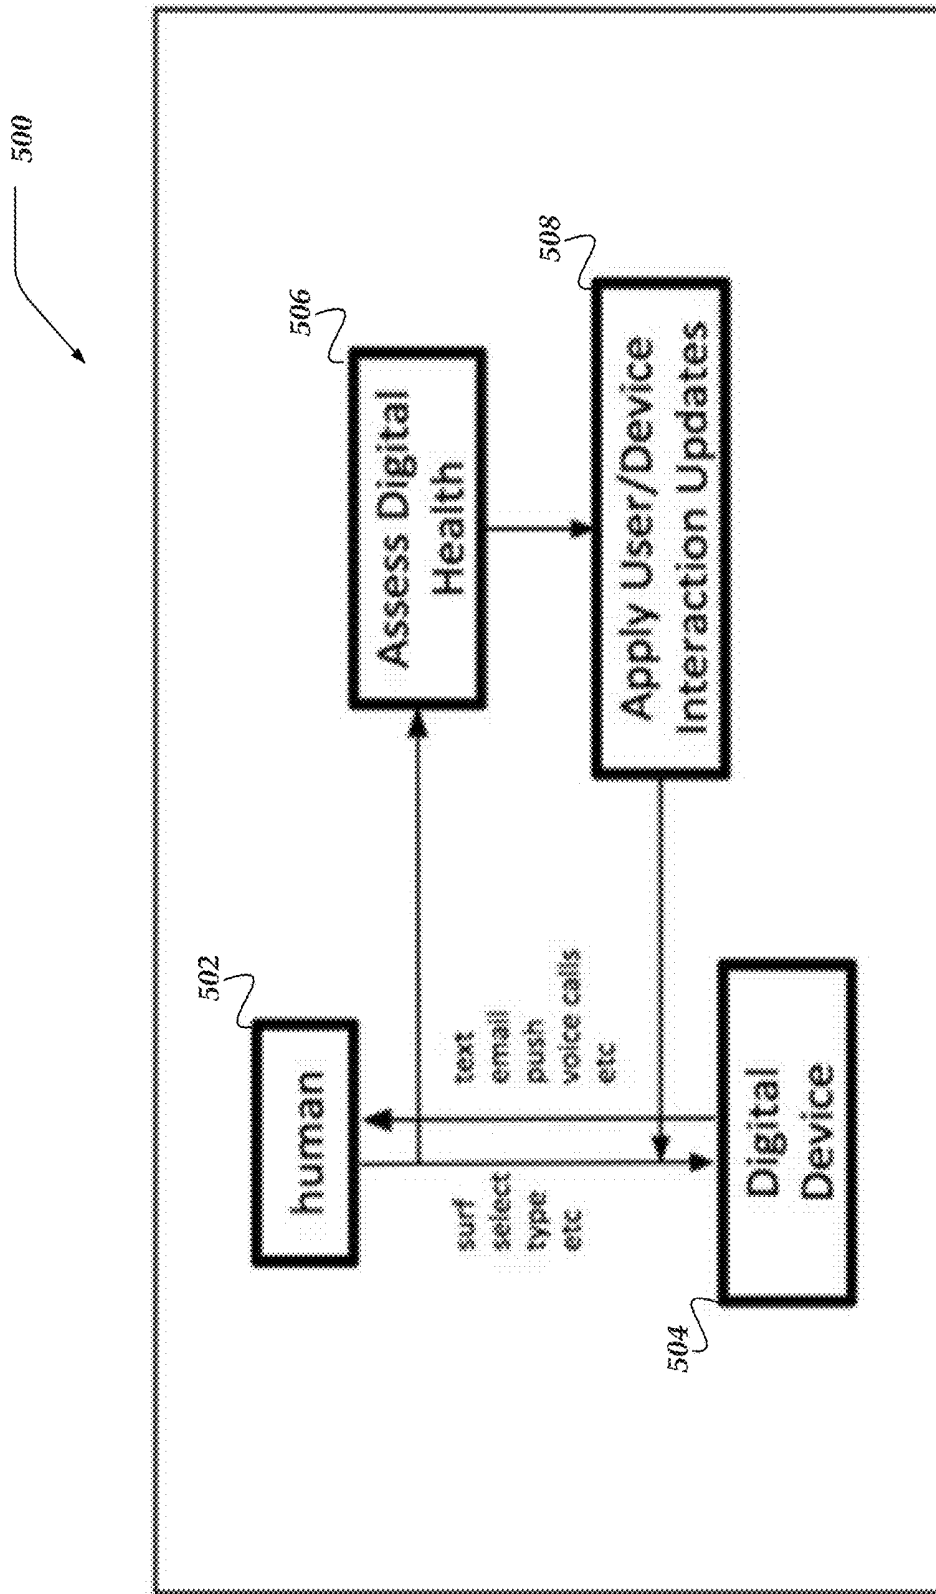 500
502
human
surf
select
type
etc
text
email
push
voice calls
etc
504
Digital
Device
506
Assess Digital
Health
508
Apply User/Device
Interaction Updates